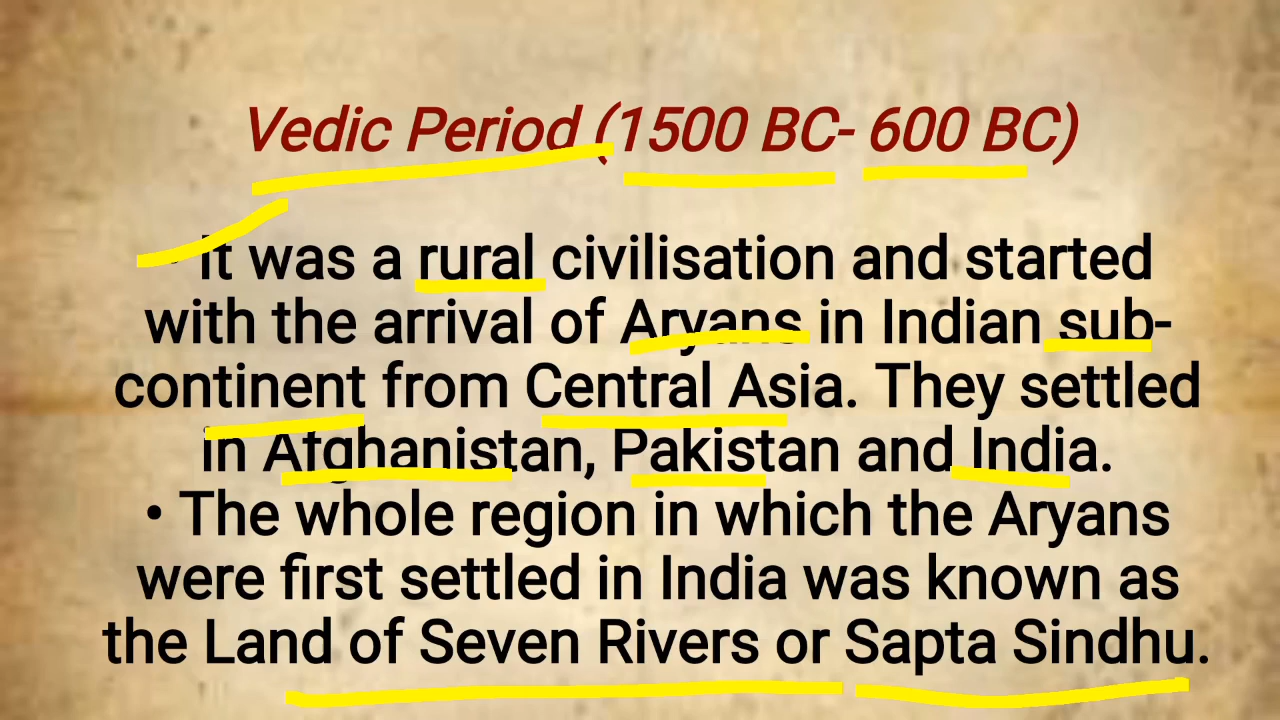 Vedic Period (1500 BC- 600 BC)
• It was a rural civilisation and started
with the arrival of Aryans in Indian sub-
continent from Central Asia. They settled
in Afghanistan, Pakistan and India.
• The whole region in which the Aryans
were first settled in India was known as
the Land of Seven Rivers or Sapta Sindhu.